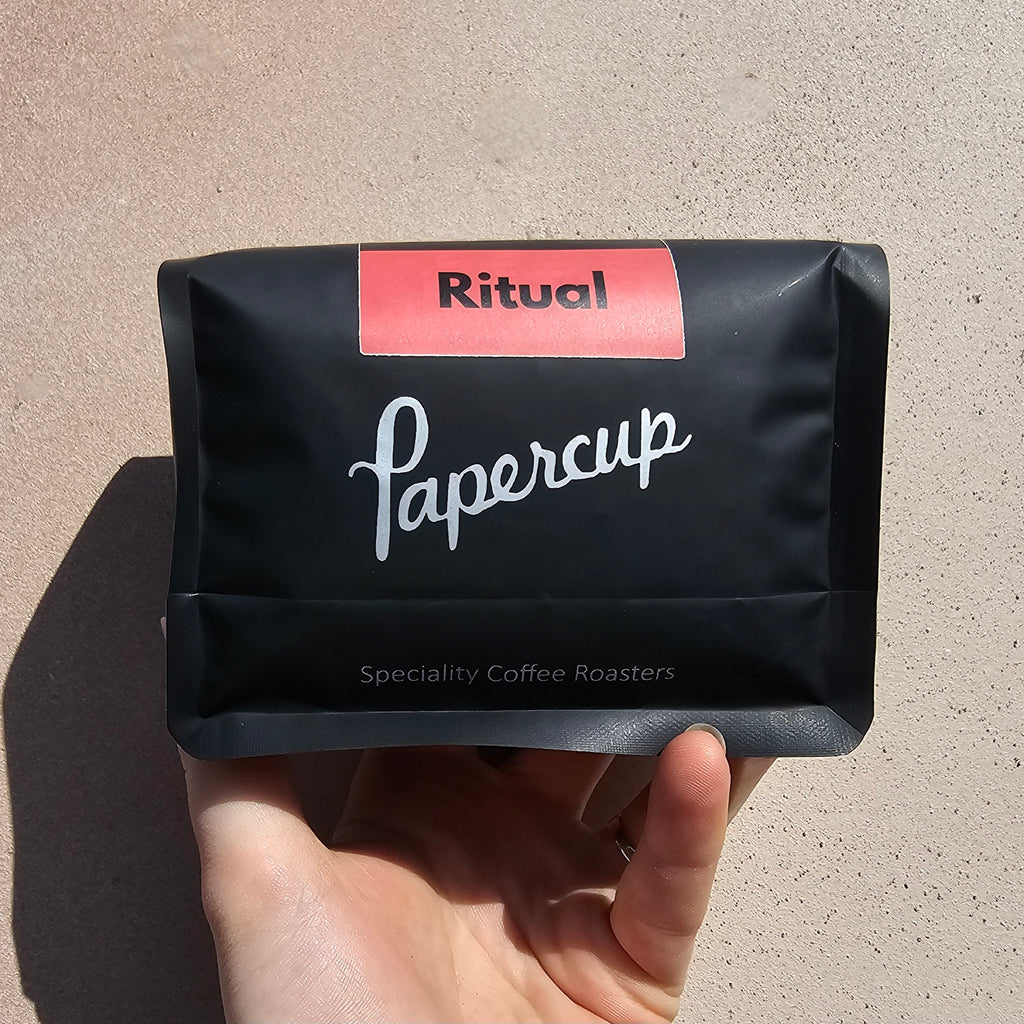 Ritual
Papercup
Speciality Coffee Roasters